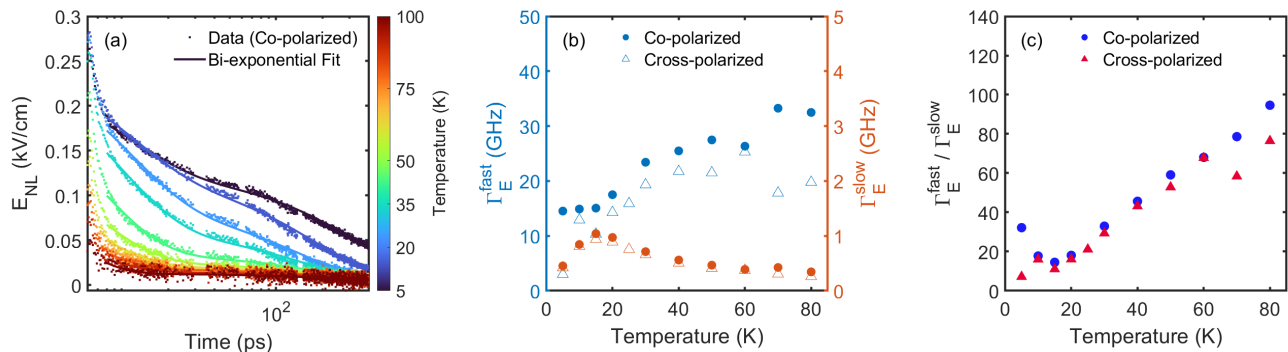 (a)
Data (Co-polarized)
Bi-exponential Fit
0.3
0.25
0.2
0.15
0.1
0.05
0
E_NL (kV/cm)
10^2
Time (ps)
100
75
50
35
20
5
Temperature (K)
(b)
Co-polarized
Cross-polarized
50
40
30
20
10
0
Γ_E^fast (GHz)
0 20 40 60 80
Temperature (K)
5
4
3
2
1
0
Γ_E^slow (GHz)
(c)
Co-polarized
Cross-polarized
140
120
100
80
60
40
20
0
Γ_E^fast / Γ_E^slow
0 20 40 60 80
Temperature (K)